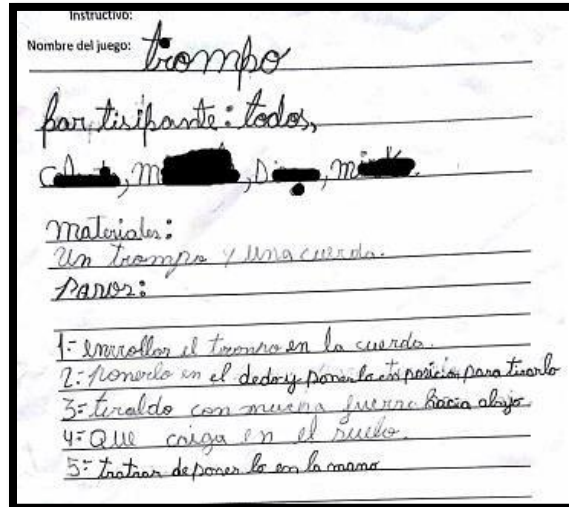 Instructivo:
Nombre del juego: trompo
partisipante: todos,
materiales:
Un trompo y una cuerda.
Pasos:
1= enrrollar el trompo en la cuerda.
2= ponerlo en el dedo y ponerlo en posición para tirarlo
3= tiraldo con mucha fuerza hacia abajo.
4= Que caiga en el suelo.
5= tratrar de poner lo en la mano